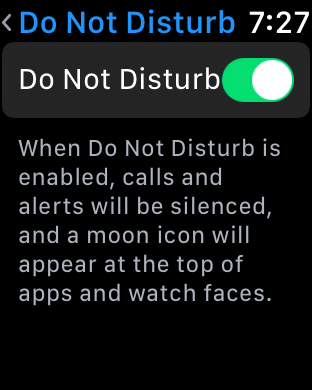 Do Not Disturb 7:27
Do Not Disturb
When Do Not Disturb is
enabled, calls and
alerts will be silenced,
and a moon icon will
appear at the top of
apps and watch faces.